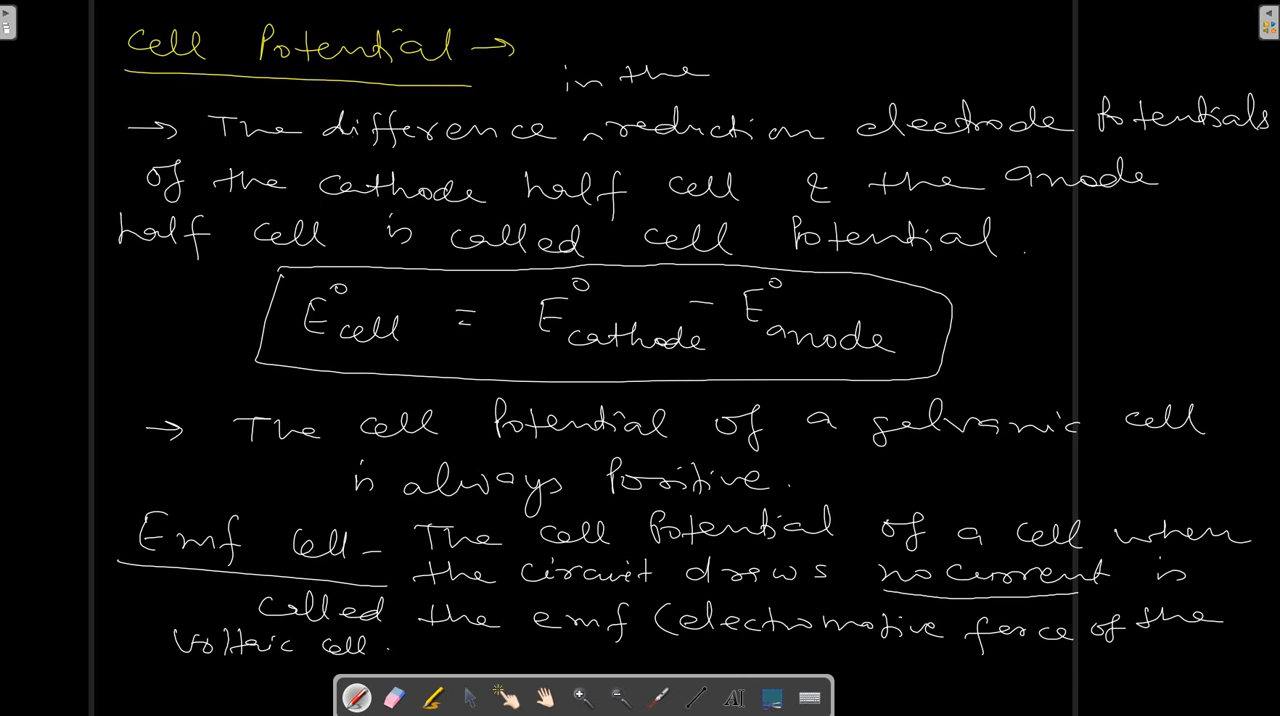 Cell Potential →
in the
→ The difference ^ reduction electrode Potentials
of the cathode half cell & the anode
half cell is called cell Potential.
E°cell = E°cathode - E°anode
→ The cell Potential of a galvanic cell
is always Positive.
Emf Cell - The cell Potential of a cell when
the circuit draws no current is
called the emf (electromotive force of the
Voltaic cell.
AI